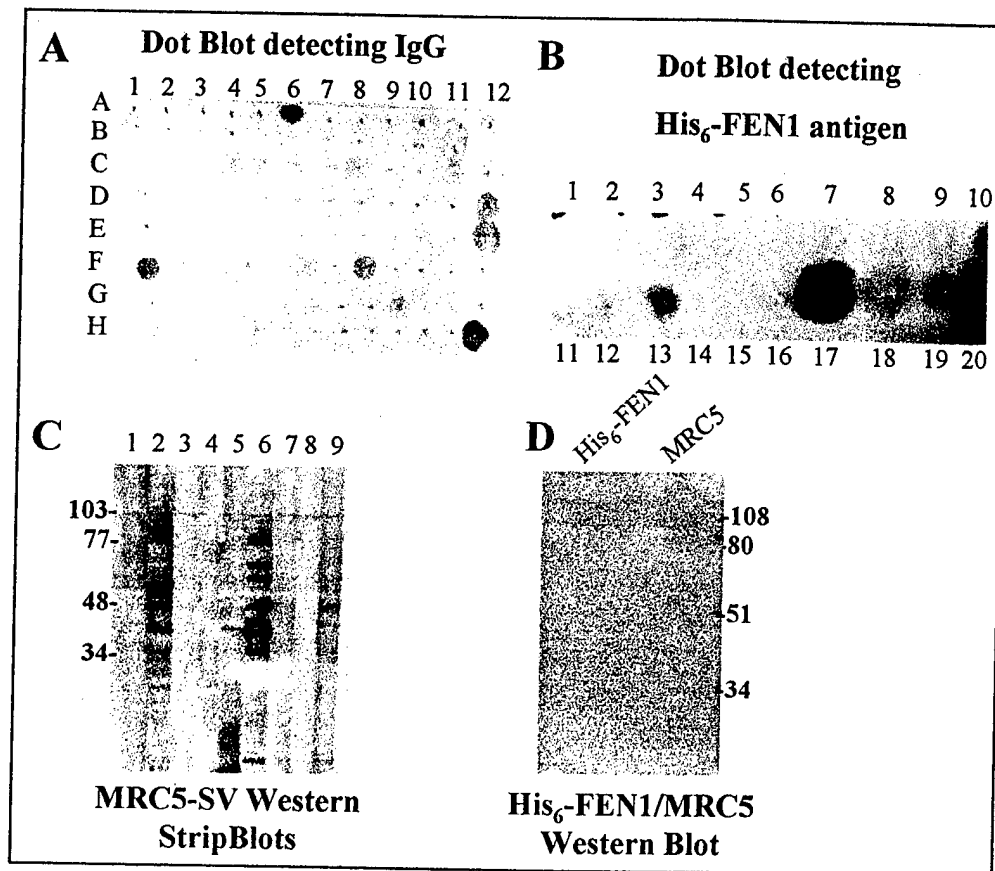 A
Dot Blot detecting IgG
1 2 3 4 5 6 7 8 9 10 11 12
A
B
C
D
E
F
G
H
B
Dot Blot detecting
His₆-FEN1 antigen
1 2 3 4 5 6 7 8 9 10
11 12 13 14 15 16 17 18 19 20
C
1 2 3 4 5 6 7 8 9
103-
77-
48-
34-
MRC5-SV Western
StripBlots
D
His₆-FEN1
MRC5
-108
-80
-51
-34
His₆-FEN1/MRC5
Western Blot